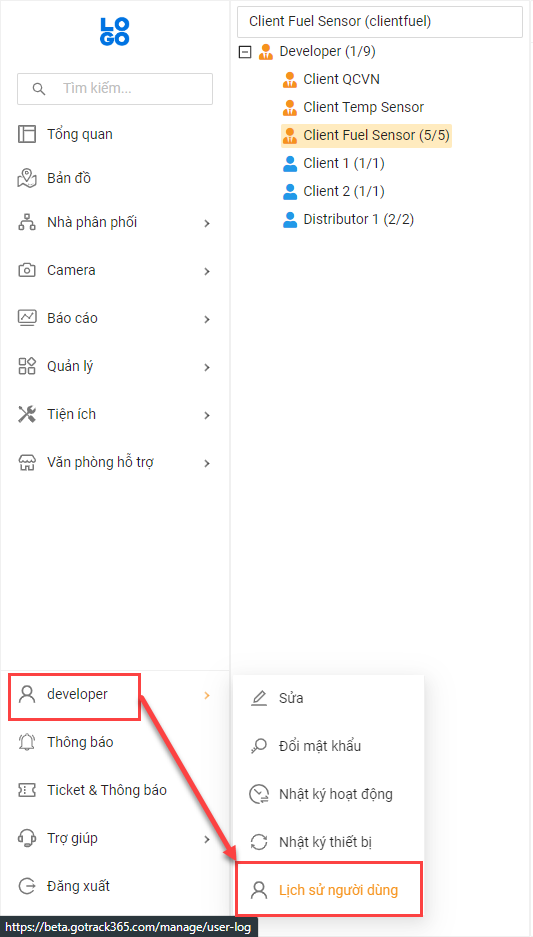 LO
GO
Tìm kiếm...
Tổng quan
Bản đồ
Nhà phân phối
Camera
Báo cáo
Quản lý
Tiện ích
Văn phòng hỗ trợ
developer
Thông báo
Ticket & Thông báo
Trợ giúp
Đăng xuất
https://beta.gotrack365.com/manage/user-log
Client Fuel Sensor (clientfuel)
Developer (1/9)
Client QCVN
Client Temp Sensor
Client Fuel Sensor (5/5)
Client 1 (1/1)
Client 2 (1/1)
Distributor 1 (2/2)
Sửa
Đổi mật khẩu
Nhật ký hoạt động
Nhật ký thiết bị
Lịch sử người dùng